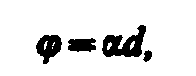 φ = αd,